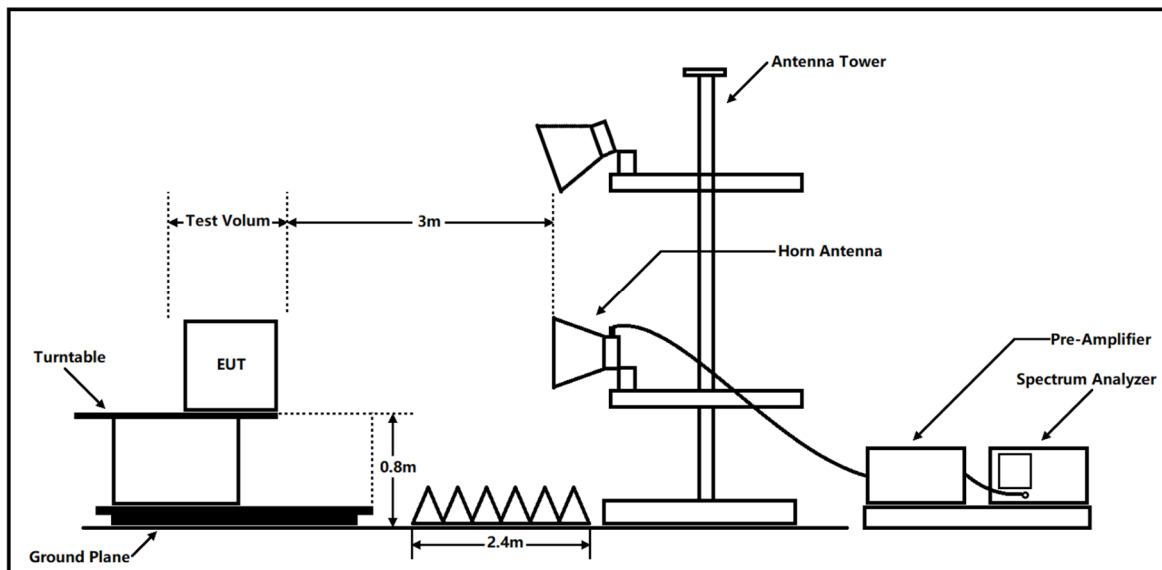 Antenna Tower
Test Volum
3m
Horn Antenna
EUT
Turntable
Pre-Amplifier
Spectrum Analyzer
0.8m
2.4m
Ground Plane